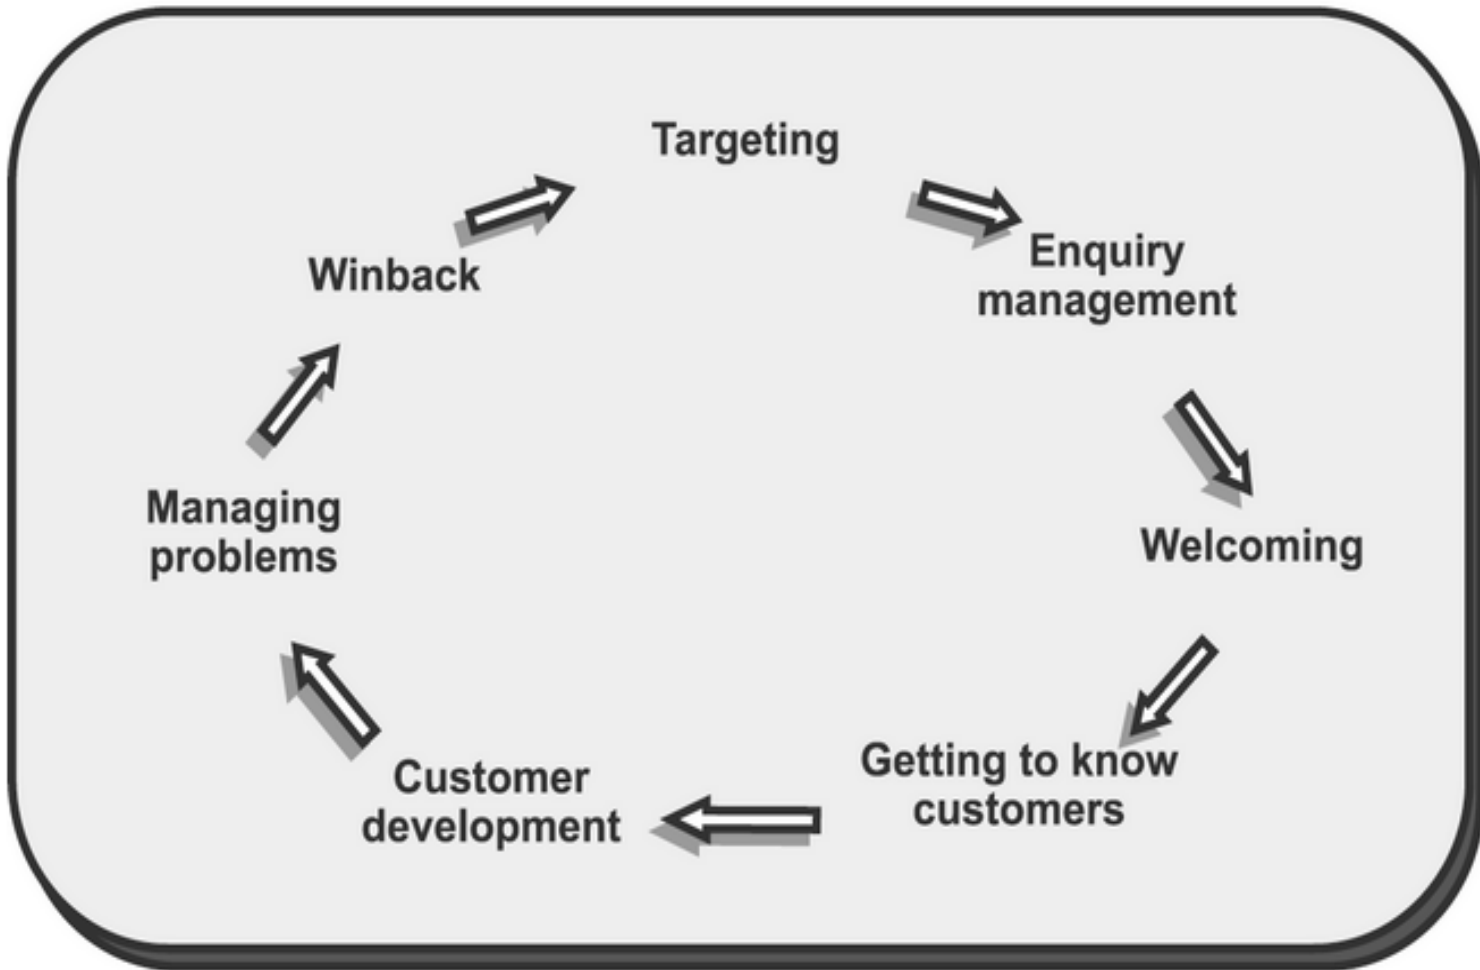 Targeting
Enquiry
management
Welcoming
Getting to know
customers
Customer
development
Managing
problems
Winback